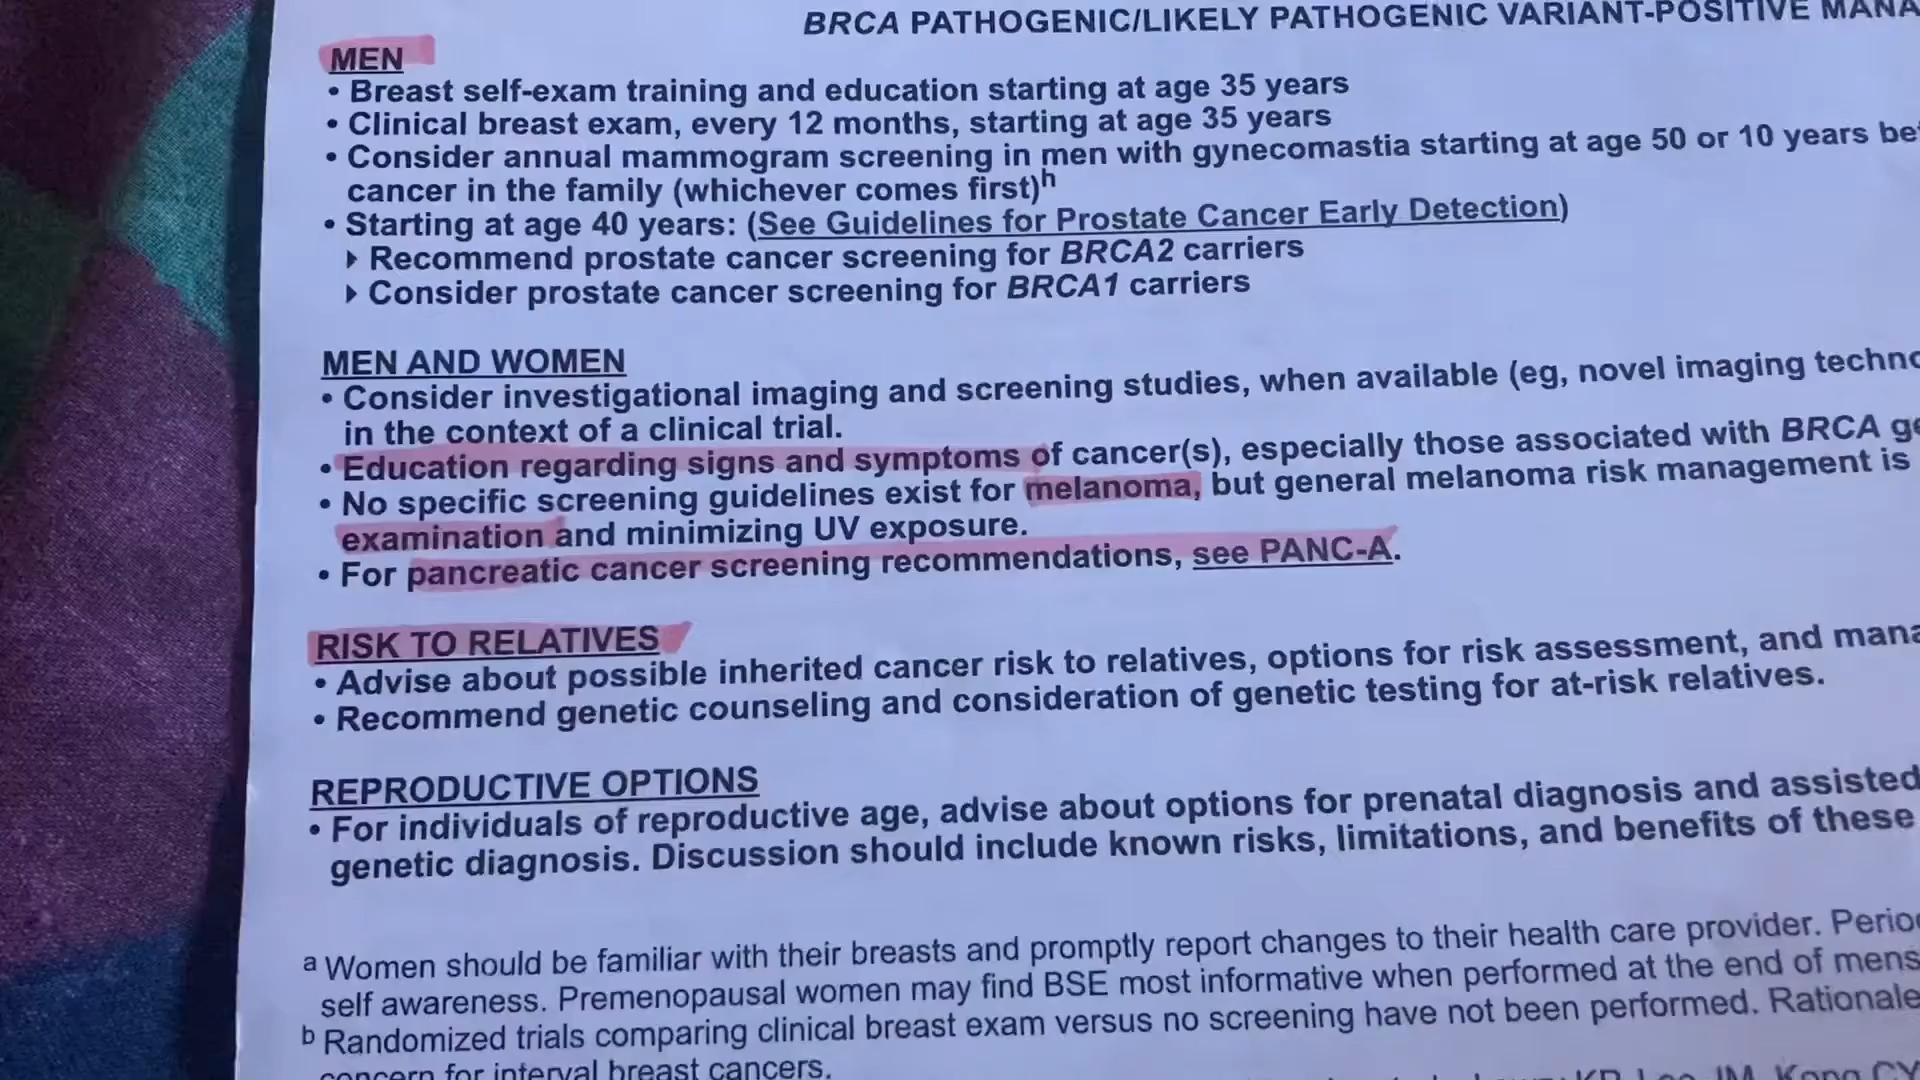 BRCA PATHOGENIC/LIKELY PATHOGENIC VARIANT-POSITIVE
MEN
• Breast self-exam training and education starting at age 35 years
• Clinical breast exam, every 12 months, starting at age 35 years
• Consider annual mammogram screening in men with gynecomastia starting at age 50 or 10 years
cancer in the family (whichever comes first)h
• Starting at age 40 years: (See Guidelines for Prostate Cancer Early Detection)
▸ Recommend prostate cancer screening for BRCA2 carriers
▸ Consider prostate cancer screening for BRCA1 carriers
MEN AND WOMEN
• Consider investigational imaging and screening studies, when available (eg, novel imaging
in the context of a clinical trial.
• Education regarding signs and symptoms of cancer(s), especially those associated with BRCA
• No specific screening guidelines exist for melanoma, but general melanoma risk management is
examination and minimizing UV exposure.
• For pancreatic cancer screening recommendations, see PANC-A.
RISK TO RELATIVES
• Advise about possible inherited cancer risk to relatives, options for risk assessment, and
• Recommend genetic counseling and consideration of genetic testing for at-risk relatives.
REPRODUCTIVE OPTIONS
• For individuals of reproductive age, advise about options for prenatal diagnosis and assisted
genetic diagnosis. Discussion should include known risks, limitations, and benefits of these
a Women should be familiar with their breasts and promptly report changes to their health care provider.
self awareness. Premenopausal women may find BSE most informative when performed at the end of
b Randomized trials comparing clinical breast exam versus no screening have not been performed. Rationale
concern for interval breast cancers.